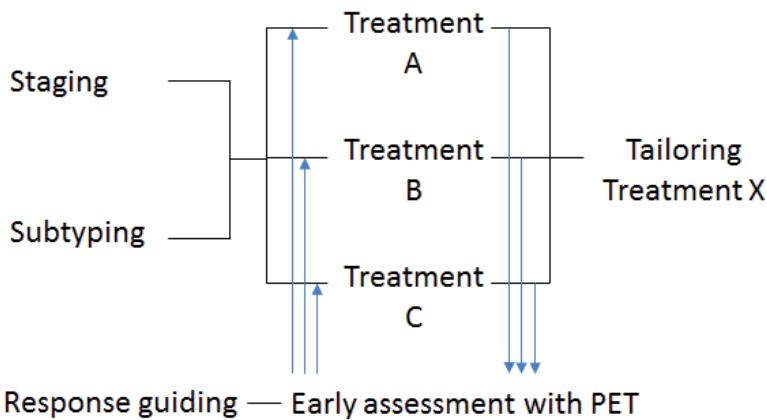 Treatment
A
Staging
Treatment
B
Tailoring
Treatment X
Subtyping
Treatment
C
Response guiding — Early assessment with PET